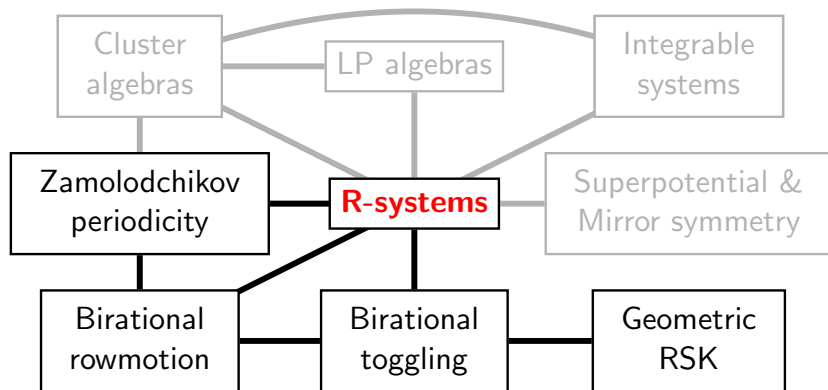 Cluster
algebras
LP algebras
Integrable
systems
Zamolodchikov
periodicity
R-systems
Superpotential &
Mirror symmetry
Birational
rowmotion
Birational
toggling
Geometric
RSK